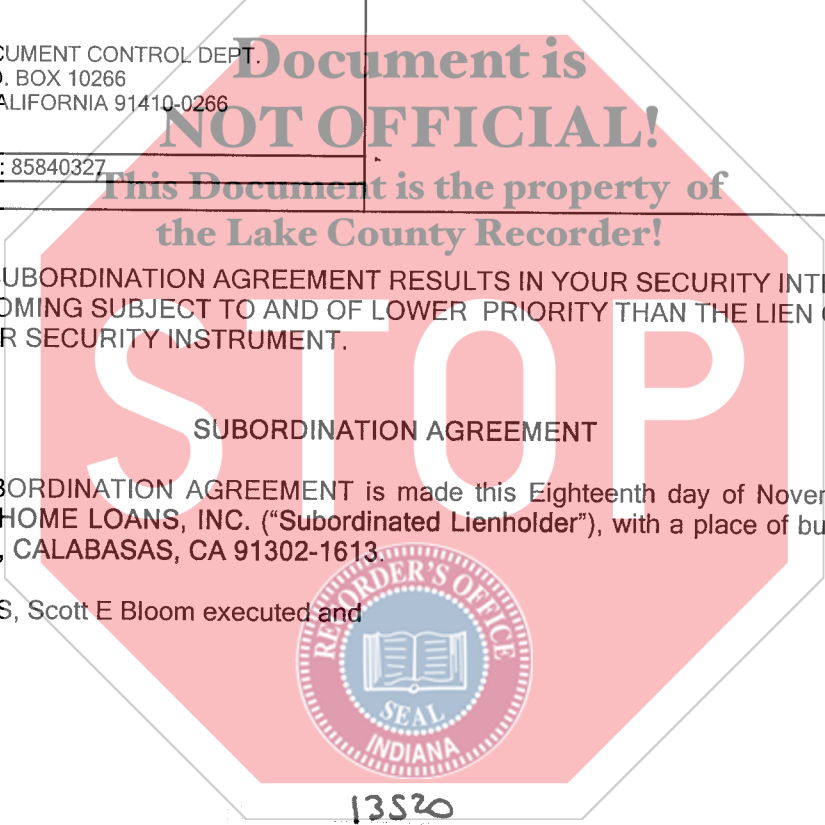 CUMENT CONTROL DEPT.
. BOX 10266
ALIFORNIA 91410-0266
: 85840327
Document is
NOT OFFICIAL!
This Document is the property of
the Lake County Recorder!
UBORDINATION AGREEMENT RESULTS IN YOUR SECURITY INT
OMING SUBJECT TO AND OF LOWER PRIORITY THAN THE LIEN
R SECURITY INSTRUMENT.
STOP
SUBORDINATION AGREEMENT
BORDINATION AGREEMENT is made this Eighteenth day of Nover
HOME LOANS, INC. ("Subordinated Lienholder"), with a place of bu
, CALABASAS, CA 91302-1613.
S, Scott E Bloom executed and
RECORDER'S OFFICE
SEAL
INDIANA
13520